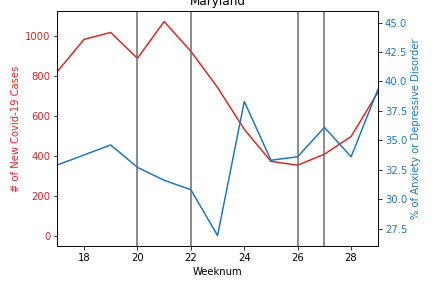 Maryland
1000
800
600
400
200
0
# of New Covid-19 Cases
45.0
42.5
40.0
37.5
35.0
32.5
30.0
27.5
% of Anxiety or Depressive Disorder
18 20 22 24 26 28
Weeknum